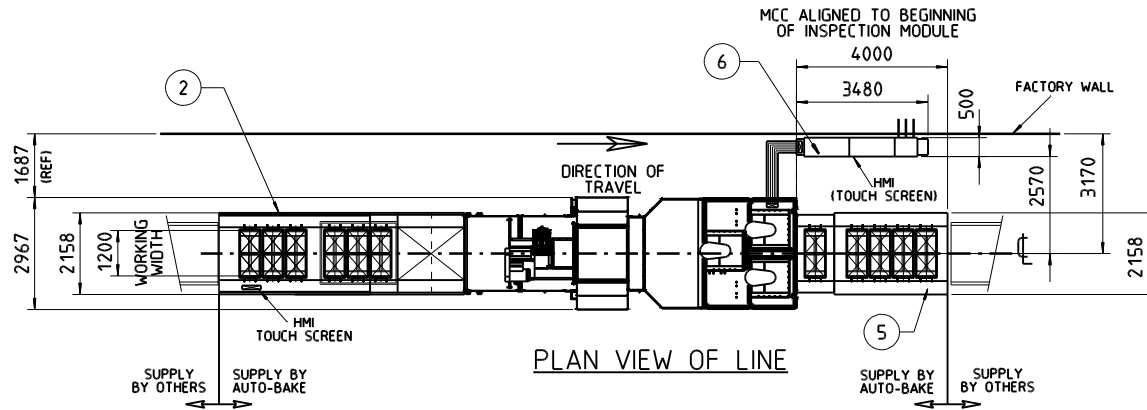 MCC ALIGNED TO BEGINNING
OF INSPECTION MODULE
4000
6
3480
500
FACTORY WALL
2
1687
(REF)
DIRECTION OF
TRAVEL
HMI
(TOUCH SCREEN)
2570
3170
2967
2158
1200
WORKING
WIDTH
2158
HMI
TOUCH SCREEN
5
PLAN VIEW OF LINE
SUPPLY
BY OTHERS
SUPPLY BY
AUTO-BAKE
SUPPLY BY
AUTO-BAKE
SUPPLY
BY OTHERS